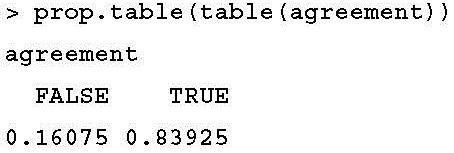 > prop.table(table(agreement))
agreement
FALSE TRUE
0.16075 0.83925